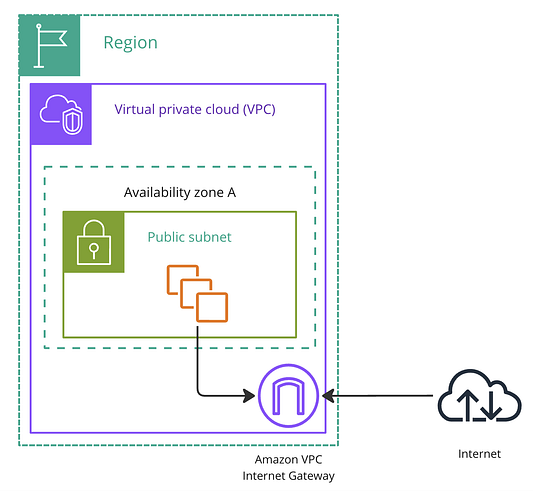 Region
Virtual private cloud (VPC)
Availability zone A
Public subnet
Amazon VPC
Internet Gateway
Internet